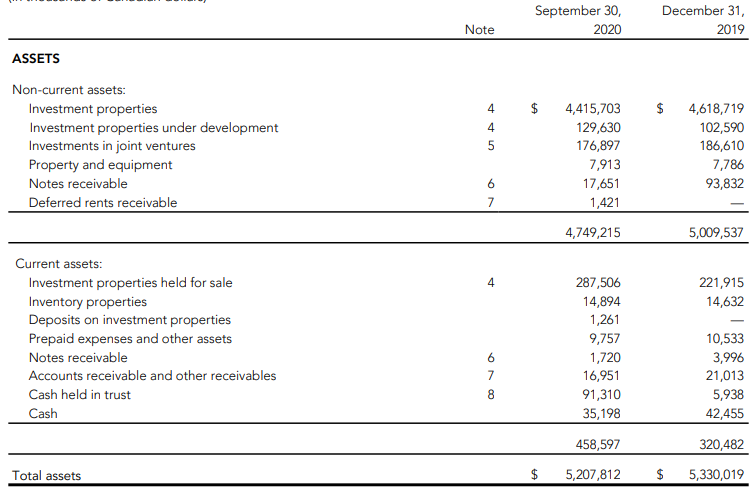 September 30, December 31,
Note 2020 2019
ASSETS
Non-current assets:
Investment properties 4 $ 4,415,703 $ 4,618,719
Investment properties under development 4 129,630 102,590
Investments in joint ventures 5 176,897 186,610
Property and equipment 7,913 7,786
Notes receivable 6 17,651 93,832
Deferred rents receivable 7 1,421 —
4,749,215 5,009,537
Current assets:
Investment properties held for sale 4 287,506 221,915
Inventory properties 14,894 14,632
Deposits on investment properties 1,261 —
Prepaid expenses and other assets 9,757 10,533
Notes receivable 6 1,720 3,996
Accounts receivable and other receivables 7 16,951 21,013
Cash held in trust 8 91,310 5,938
Cash 35,198 42,455
458,597 320,482
Total assets $ 5,207,812 $ 5,330,019